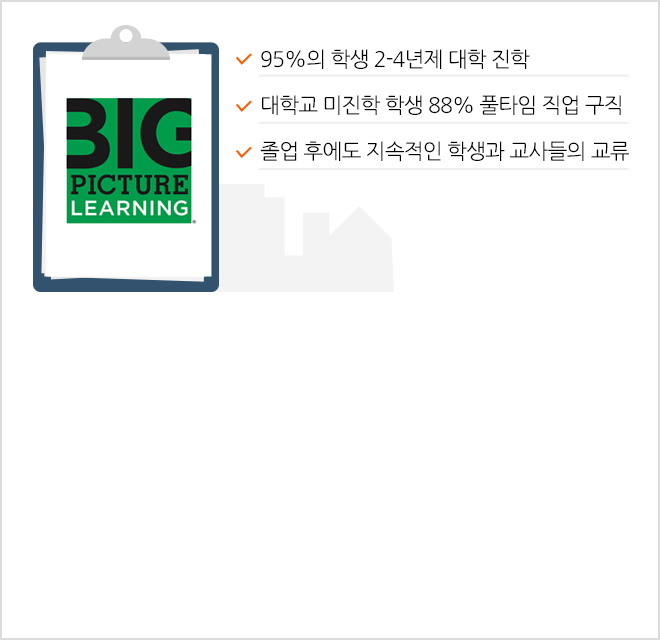 BIG
PICTURE
LEARNING
95%의 학생 2-4년제 대학 진학
대학교 미진학 학생 88% 풀타임 직업 구직
졸업 후에도 지속적인 학생과 교사들의 교류